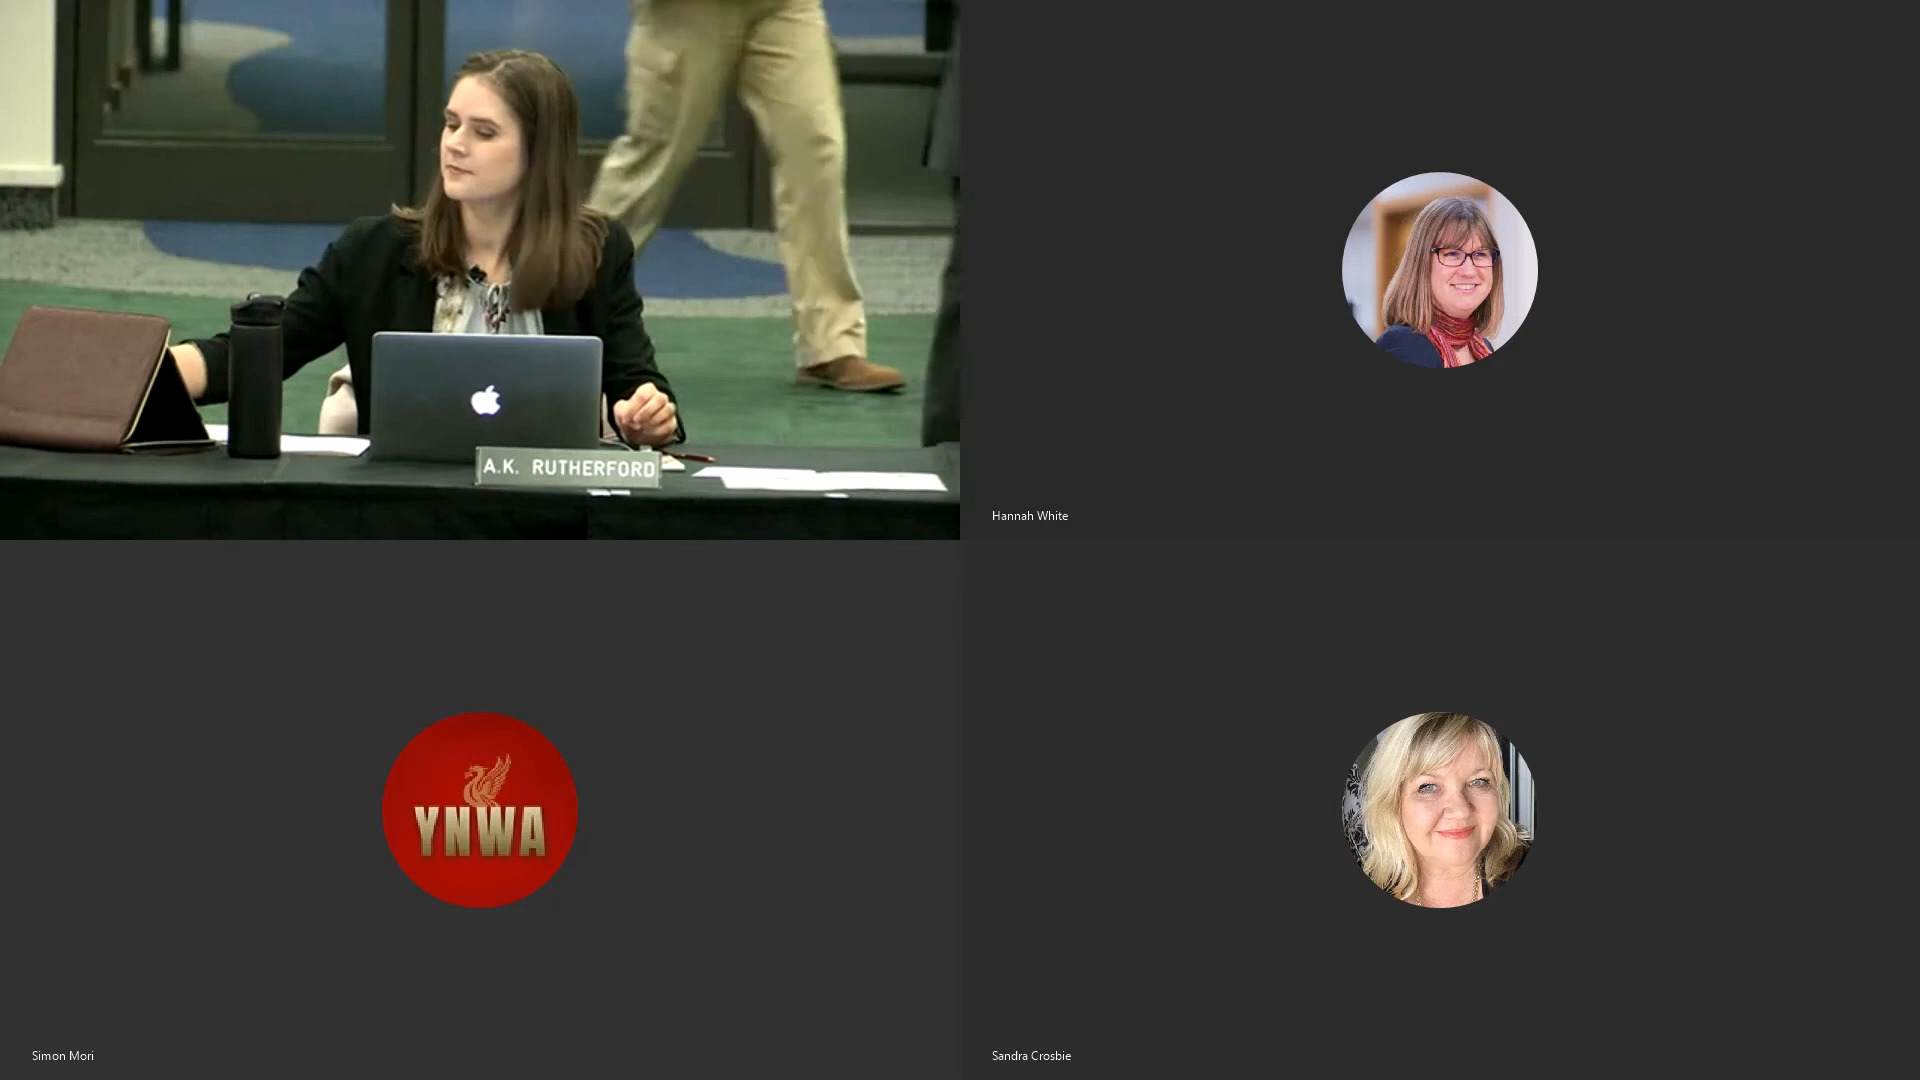 A.K. RUTHERFORD
Hannah White
YNWA
Simon Mori
Sandra Crosbie